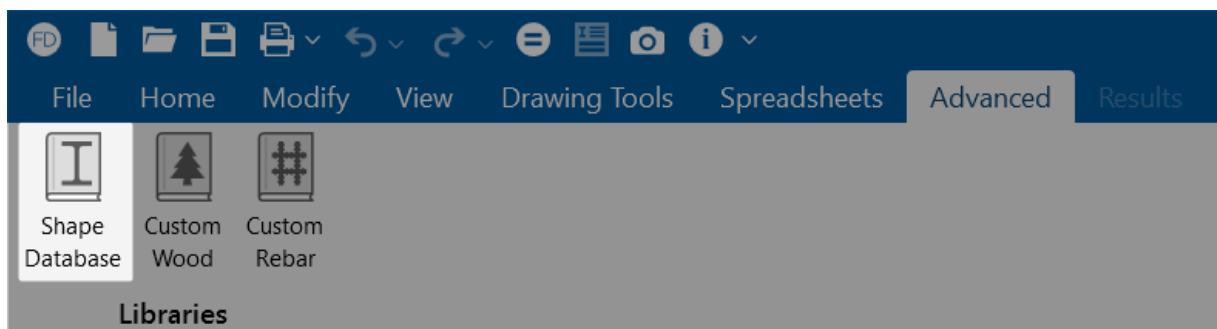 FD
File Home Modify View Drawing Tools Spreadsheets Advanced Results
Shape Custom Custom
Database Wood Rebar
Libraries